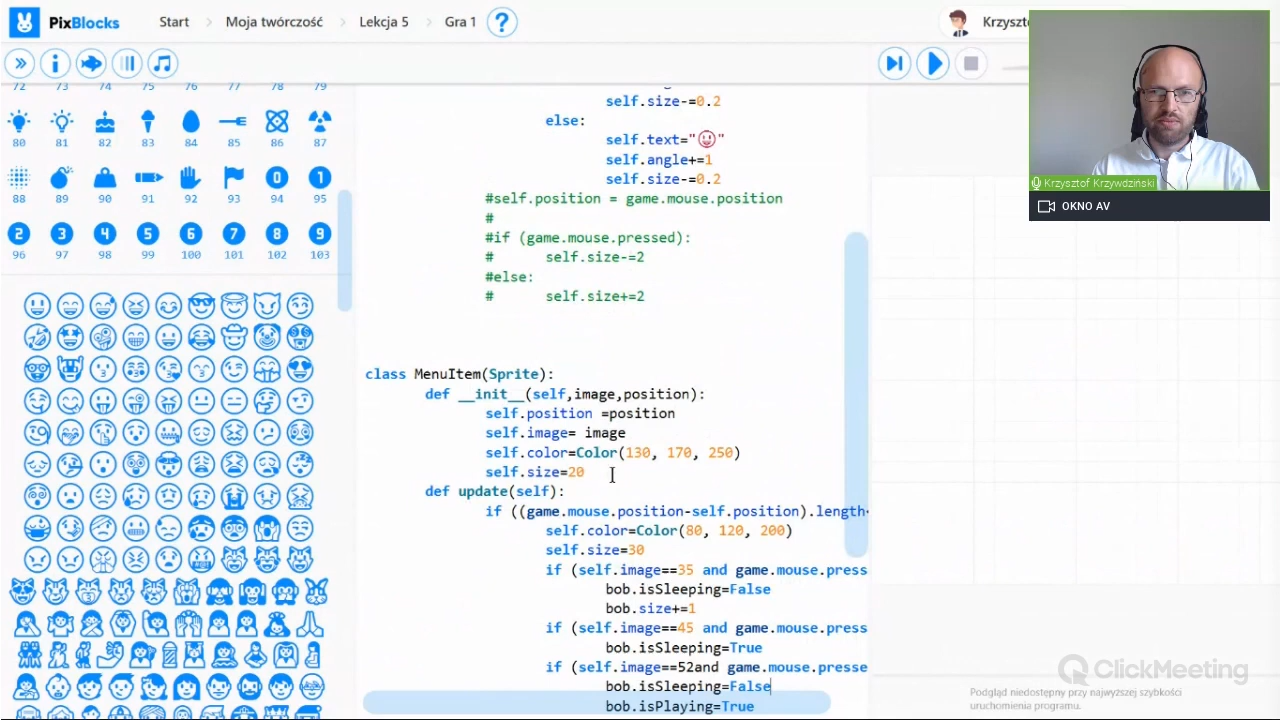 PixBlocks Start Moja twórczość Lekcja 5 Gra 1 ?
72 73 74 75 76 77 78 79
80 81 82 83 84 85 86 87
88 89 90 91 92 93 94 95
96 97 98 99 100 101 102 103
self.size-=0.2
else:
self.text="😃"
self.angle+=1
self.size-=0.2
#self.position = game.mouse.position
#
#if (game.mouse.pressed):
# self.size-=2
#else:
# self.size+=2
class MenuItem(Sprite):
def __init__(self,image,position):
self.position =position
self.image= image
self.color=Color(130, 170, 250)
self.size=20
def update(self):
if ((game.mouse.position-self.position).length
self.color=Color(80, 120, 200)
self.size=30
if (self.image==35 and game.mouse.press
bob.isSleeping=False
bob.size+=1
if (self.image==45 and game.mouse.press
bob.isSleeping=True
if (self.image==52and game.mouse.presse
bob.isSleeping=False
bob.isPlaying=True
Krzyszto
Krzysztof Krzywdziński
OKNO AV
ClickMeeting
Podgląd niedostępny przy najwyższej szybkości
uruchomienia programu.